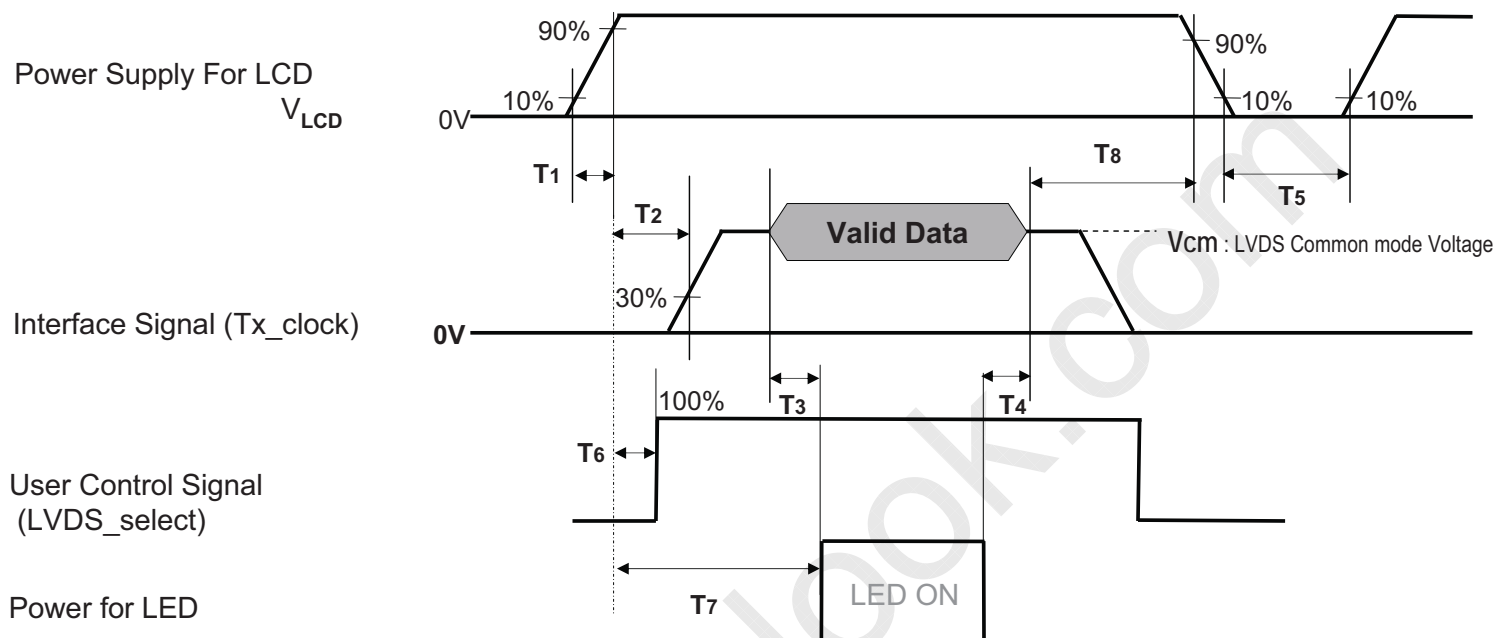 90%
90%
Power Supply For LCD
VLCD
10%
10%
10%
0V
T1
T8
T5
T2
Valid Data
Vcm : LVDS Common mode Voltage
30%
Interface Signal (Tx_clock)
0V
100%
T3
T4
T6
User Control Signal
(LVDS_select)
T7
LED ON
Power for LED
look.com